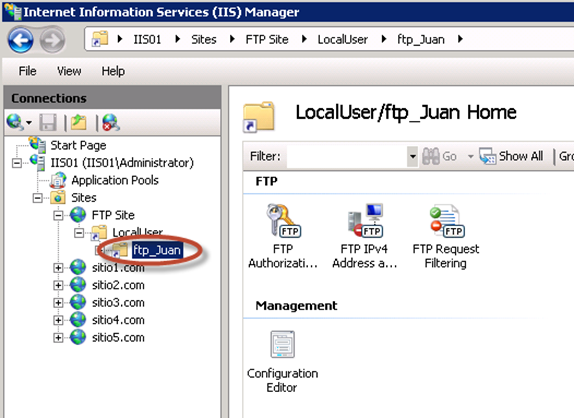 Internet Information Services (IIS) Manager
IIS01 Sites FTP Site LocalUser ftp_Juan
File View Help
Connections
Start Page
IIS01 (IIS01\Administrator)
Application Pools
Sites
FTP Site
LocalUser
ftp_Juan
sitio1.com
sitio2.com
sitio3.com
sitio4.com
sitio5.com
LocalUser/ftp_Juan Home
Filter: Go Show All Gro
FTP
FTP Authorizati...
FTP IPv4 Address a...
FTP Request Filtering
Management
Configuration Editor